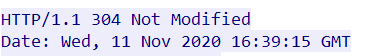 HTTP/1.1 304 Not Modified
Date: Wed, 11 Nov 2020 16:39:15 GMT